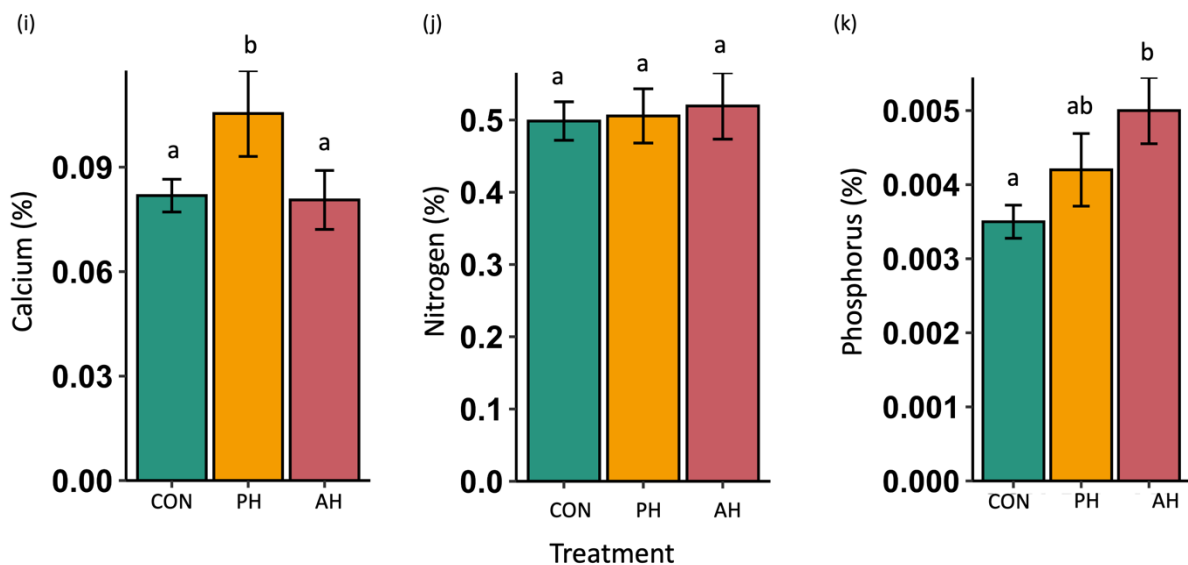 (i)
b
a
a
0.09
0.06
0.03
0.00
Calcium (%)
CON PH AH
(j)
a
a
a
0.5
0.4
0.3
0.2
0.1
0.0
Nitrogen (%)
CON PH AH
(k)
b
ab
a
0.005
0.004
0.003
0.002
0.001
0.000
Phosphorus (%)
CON PH AH
Treatment